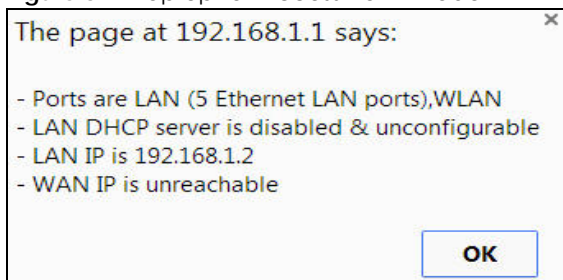 The page at 192.168.1.1 says:
×
- Ports are LAN (5 Ethernet LAN ports),WLAN
- LAN DHCP server is disabled & unconfigurable
- LAN IP is 192.168.1.2
- WAN IP is unreachable
OK